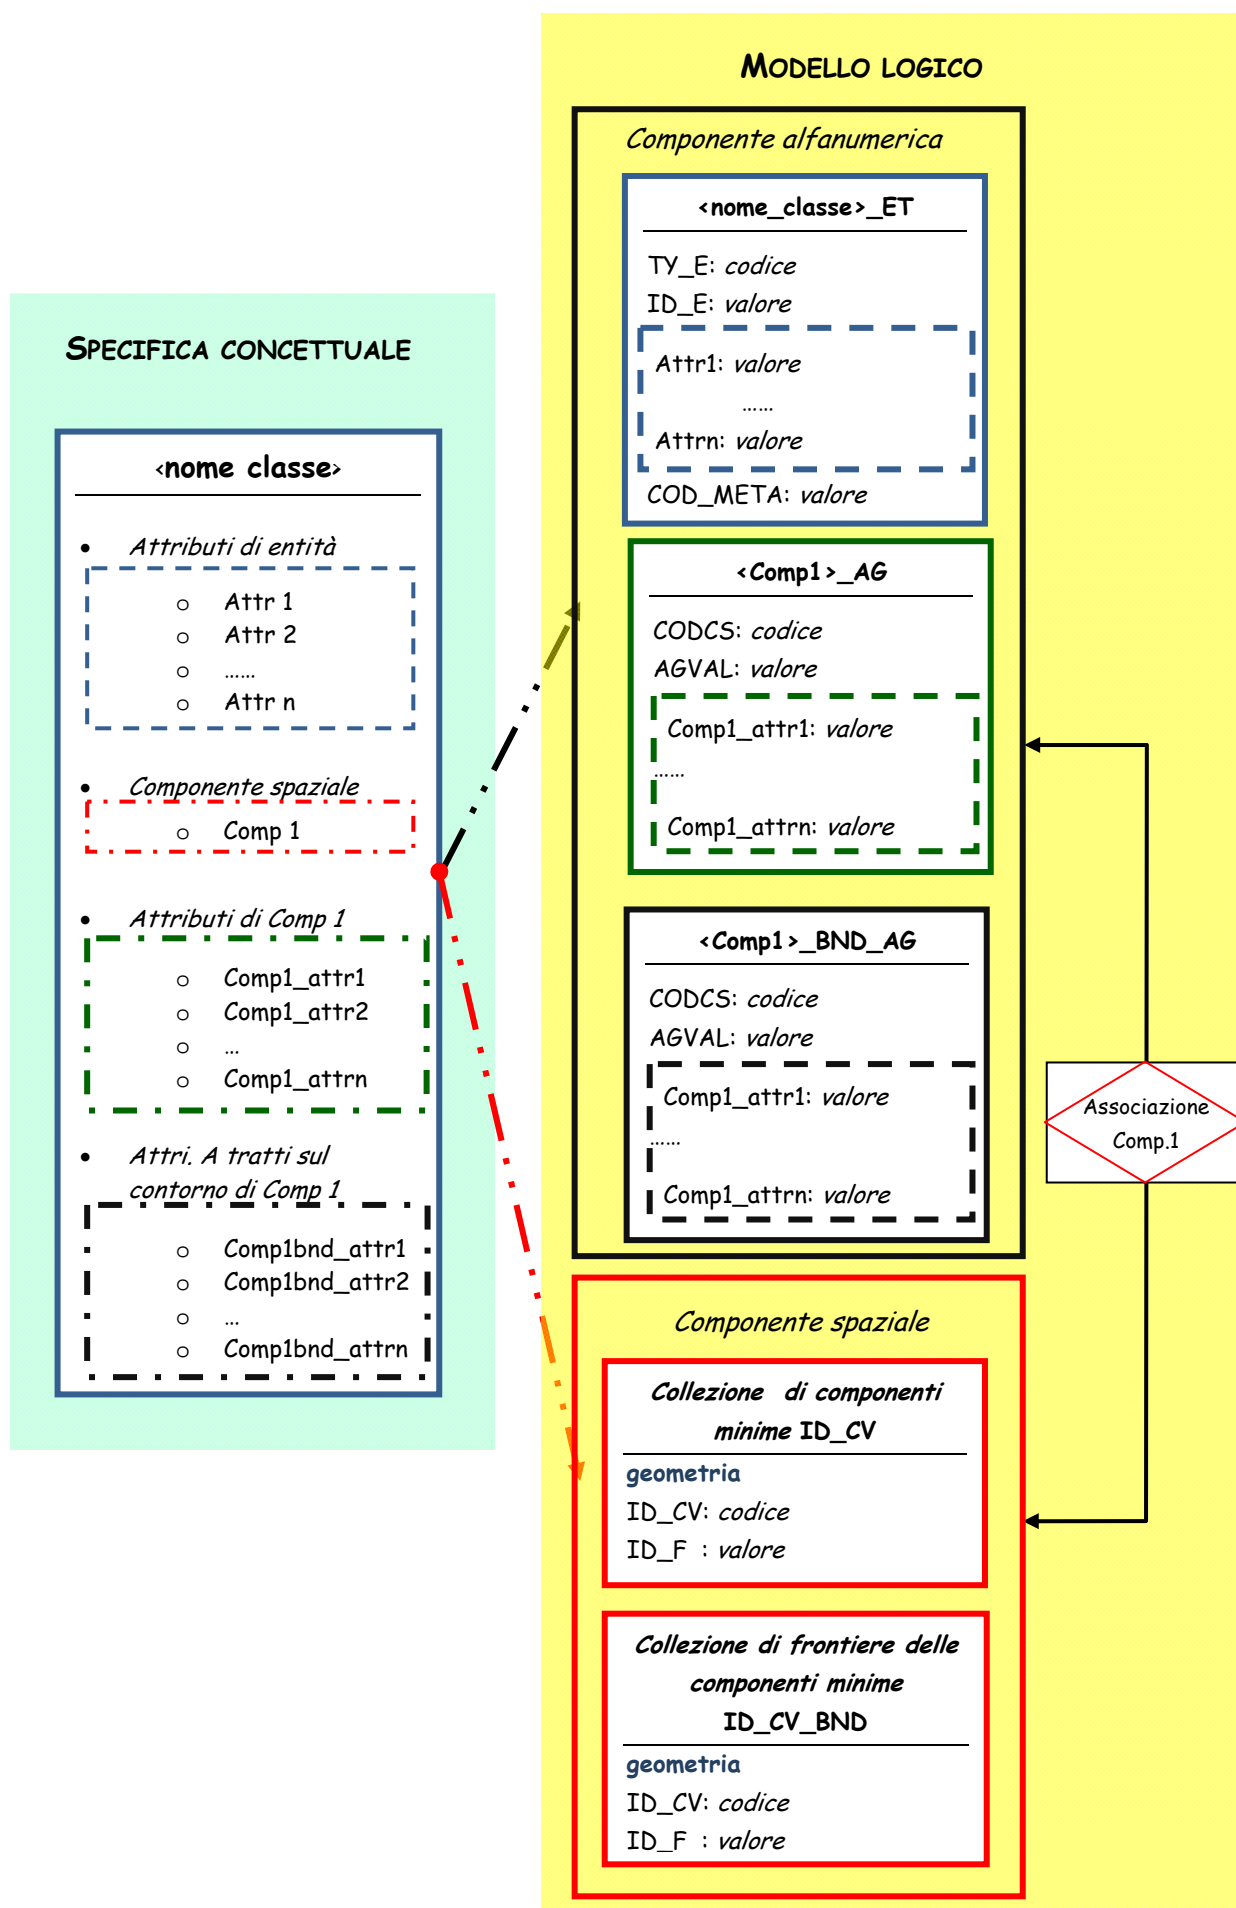 SPECIFICA CONCETTUALE
<nome classe>
• Attributi di entità
o Attr 1
o Attr 2
o ......
o Attr n
• Componente spaziale
o Comp 1
• Attributi di Comp 1
o Comp1_attr1
o Comp1_attr2
o ...
o Comp1_attrn
• Attri. A tratti sul
contorno di Comp 1
o Comp1bnd_attr1
o Comp1bnd_attr2
o ...
o Comp1bnd_attrn
MODELLO LOGICO
Componente alfanumerica
<nome_classe>_ET
TY_E: codice
ID_E: valore
Attr1: valore
......
Attrn: valore
COD_META: valore
<Comp1>_AG
CODCS: codice
AGVAL: valore
Comp1_attr1: valore
......
Comp1_attrn: valore
<Comp1>_BND_AG
CODCS: codice
AGVAL: valore
Comp1_attr1: valore
......
Comp1_attrn: valore
Associazione
Comp.1
Componente spaziale
Collezione di componenti
minime ID_CV
geometria
ID_CV: codice
ID_F : valore
Collezione di frontiere delle
componenti minime
ID_CV_BND
geometria
ID_CV: codice
ID_F : valore